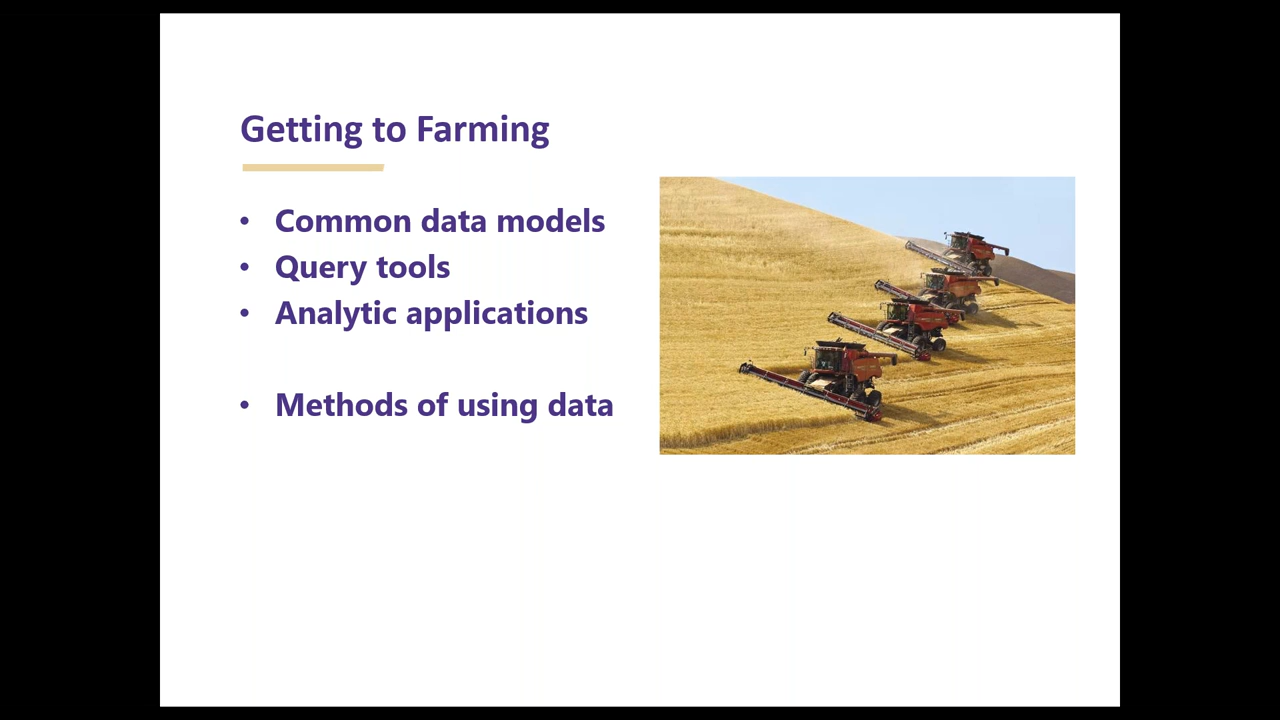 Getting to Farming
• Common data models
• Query tools
• Analytic applications
• Methods of using data